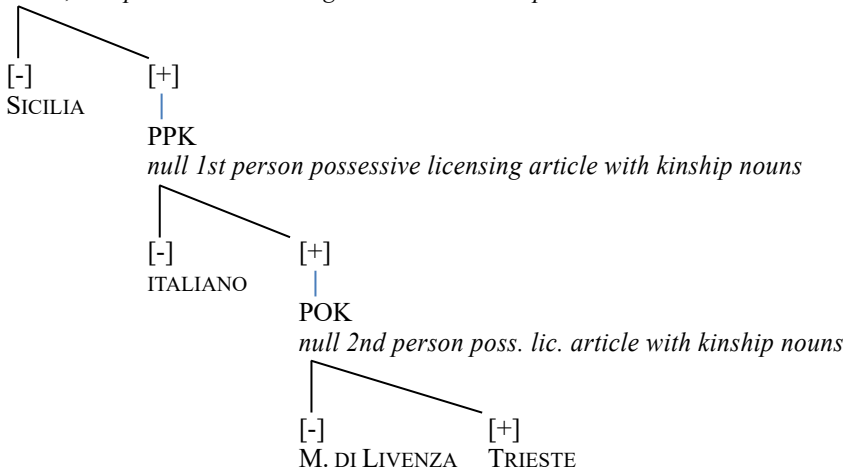 [-] [+]
SICILIA
PPK
null 1st person possessive licensing article with kinship nouns
[-] [+]
ITALIANO
POK
null 2nd person poss. lic. article with kinship nouns
[-] [+]
M. DI LIVENZA TRIESTE